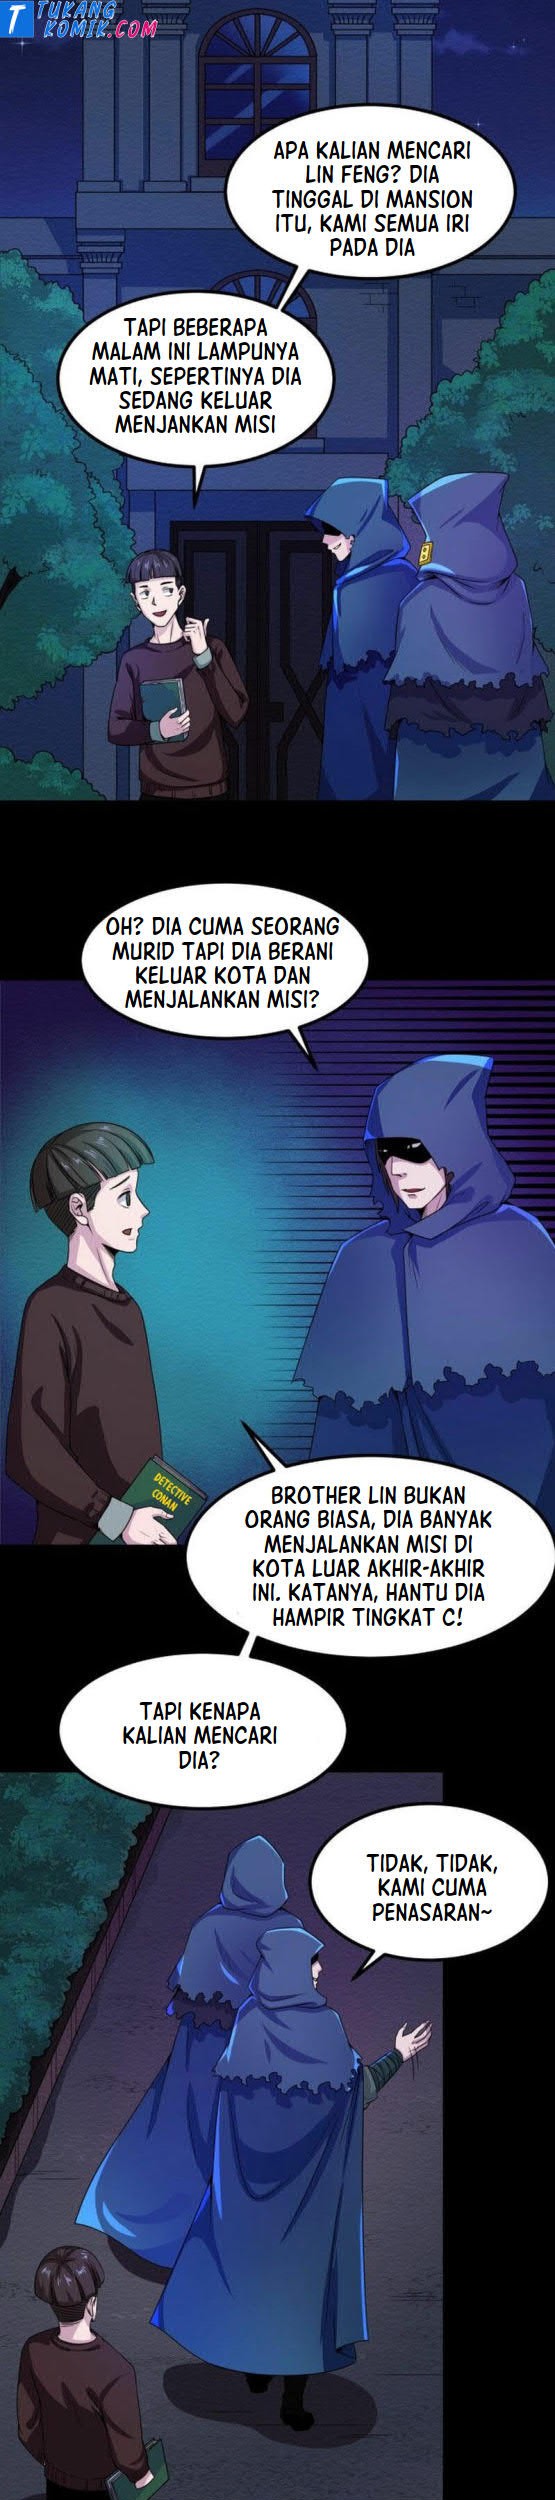 TUKANG
KOMIK.COM
APA KALIAN MENCARI
LIN FENG? DIA
TINGGAL DI MANSION
ITU, KAMI SEMUA IRI
PADA DIA
TAPI BEBERAPA
MALAM INI LAMPUNYA
MATI, SEPERTINYA DIA
SEDANG KELUAR
MENJANKAN MISI
OH? DIA CUMA SEORANG
MURID TAPI DIA BERANI
KELUAR KOTA DAN
MENJALANKAN MISI?
DETECTIVE
CONAN
BROTHER LIN BUKAN
ORANG BIASA, DIA BANYAK
MENJALANKAN MISI DI
KOTA LUAR AKHIR-AKHIR
INI. KATANYA, HANTU DIA
HAMPIR TINGKAT C!
TAPI KENAPA
KALIAN MENCARI
DIA?
TIDAK, TIDAK,
KAMI CUMA
PENASARAN~